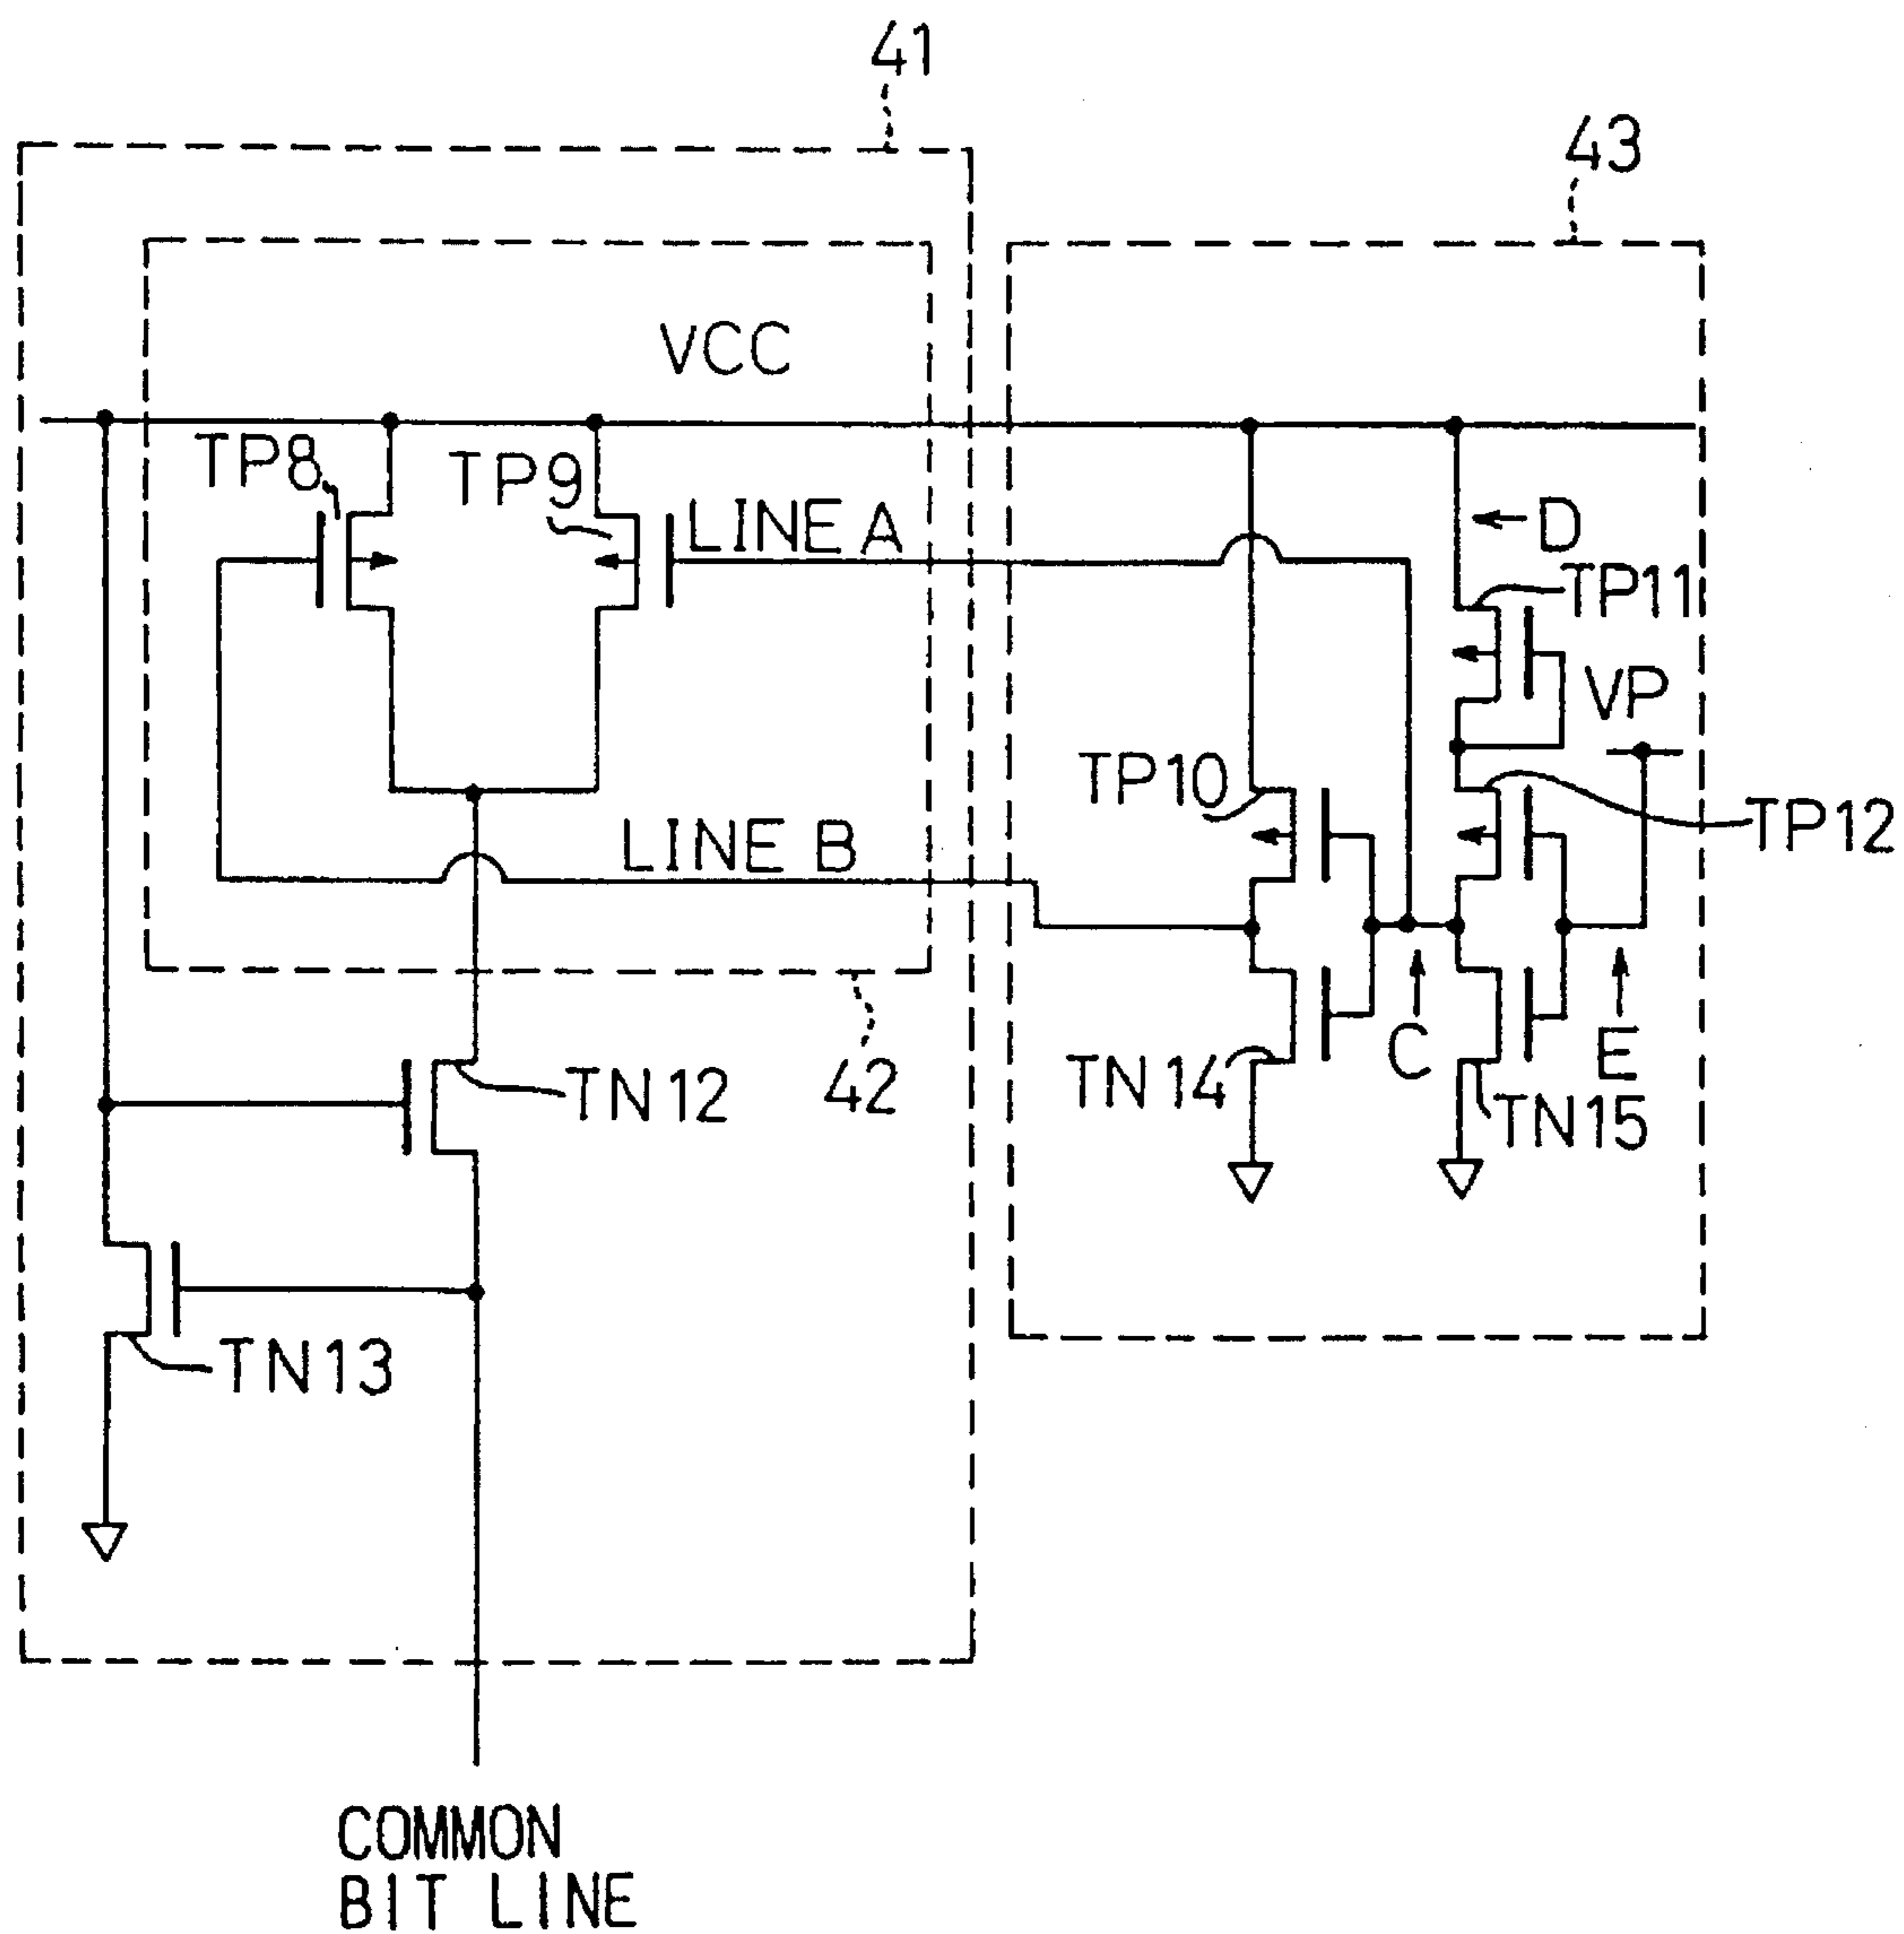 41
43
VCC
TP8
TP9
LINE A
D
TP11
VP
TP10
TP12
LINE B
TN14
C
E
TN12
42
TN15
TN13
COMMON
BIT LINE